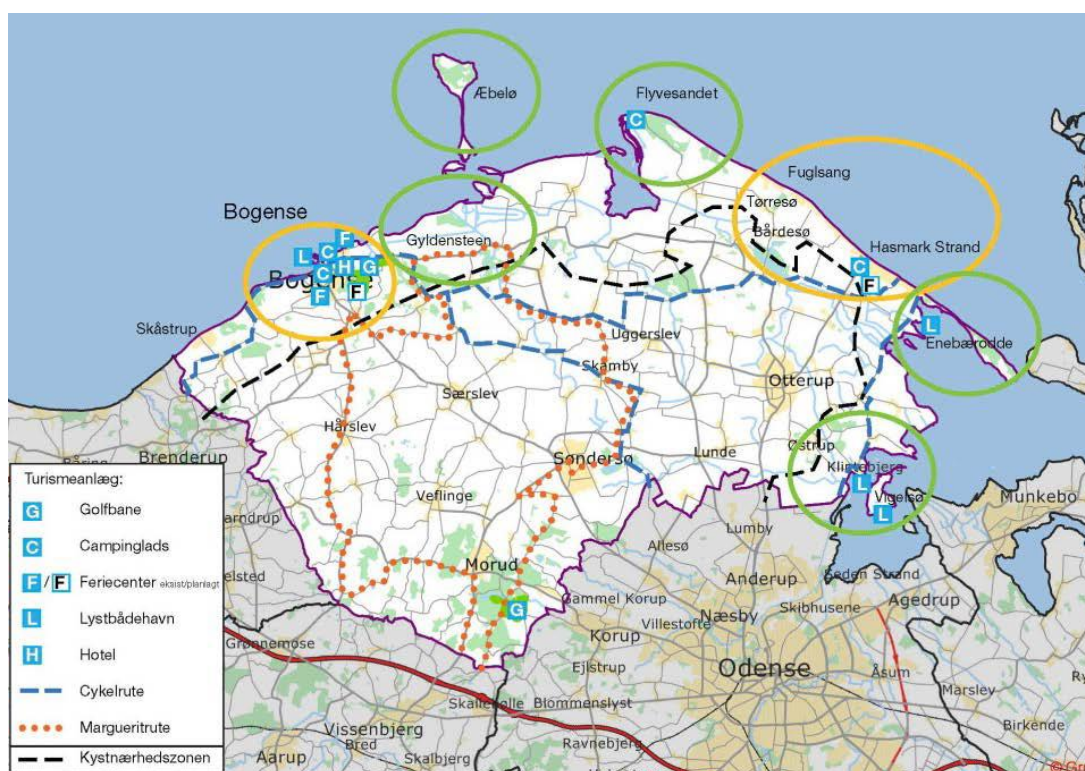 Æbelø
Flyvesandet
C
Fuglsang
Tørresø
Bårdesø
Bogense
Gyldensteen
Hasmark Strand
F
L
C
H
G
C
F
F
Bogense
C
F
L
Enebærodde
Skåstrup
Uggerslev
Skamby
Otterup
Særslev
Hårslev
Østrup
Brenderup
Søndersø
Lunde
Klintebjerg
L
Vigelsø
L
Munkebo
Veflinge
Lumby
Allesø
Morud
Anderup
Seden Strand
Agedrup
G
Gammel Korup
Næsby
Skibhusene
Korup
Villestofte
Grønnemose
Ejlstrup
Odense
Åsum
Marslev
Blommenslyst
Vissenbjerg
Bred
Skalbjerg
Ravnebjerg
Birkende
Aarup
Turismeanlæg:
G Golfbane
C Campinglads
F / F Feriecenter eksist/planlagt
L Lystbådehavn
H Hotel
Cykelrute
Margueritrute
Kystnærhedszonen